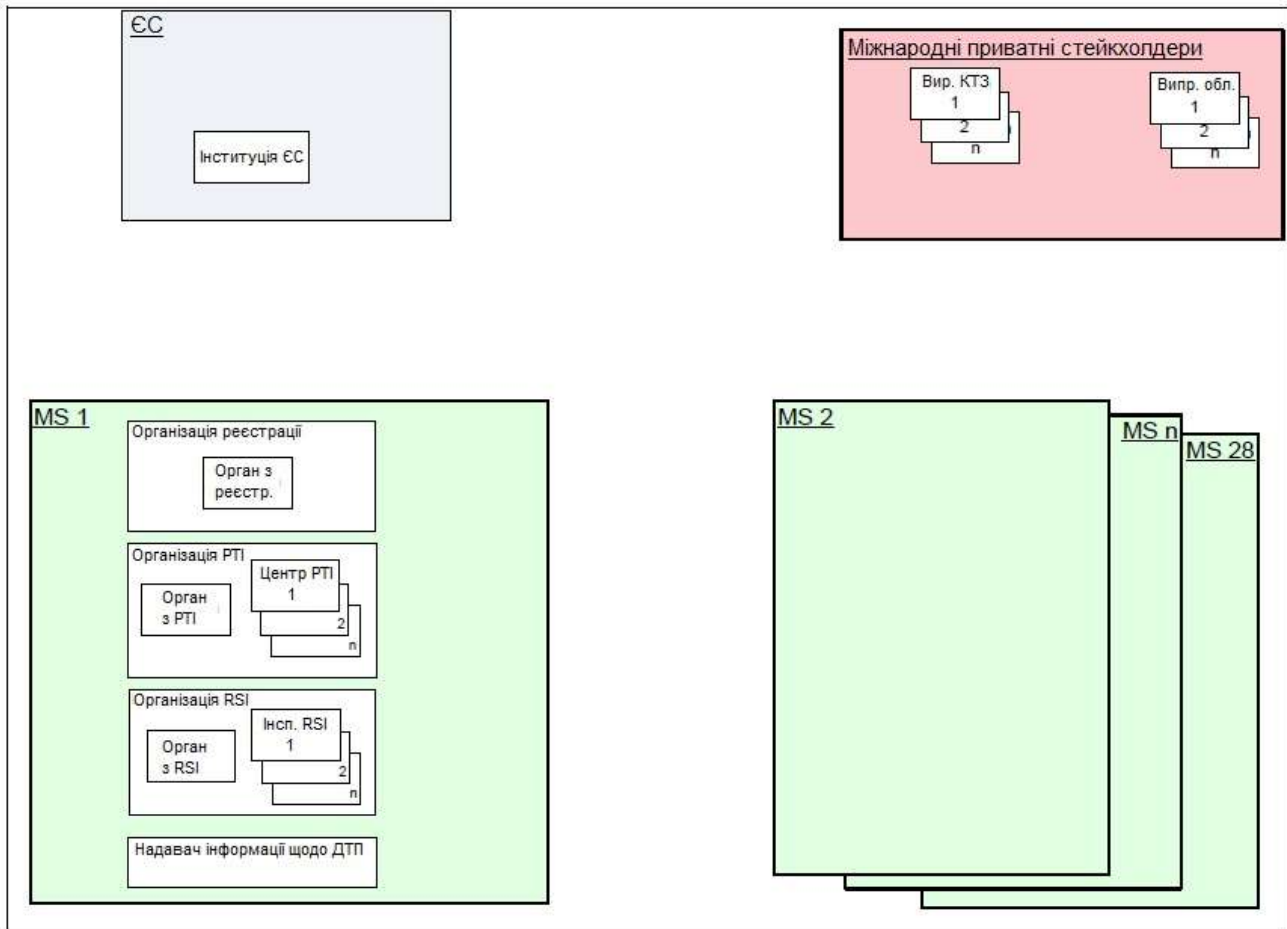 ЄС
Інституція ЄС
Міжнародні приватні стейкхолдери
Вир. КТЗ
1
2
n
Випр. обл.
1
2
n
MS 1
Організація реєстрації
Орган з
реєстр.
Організація PTI
Орган
з PTI
Центр PTI
1
2
n
Організація RSI
Орган
з RSI
Інсп. RSI
1
2
n
Надавач інформації щодо ДТП
MS 2
MS n
MS 28